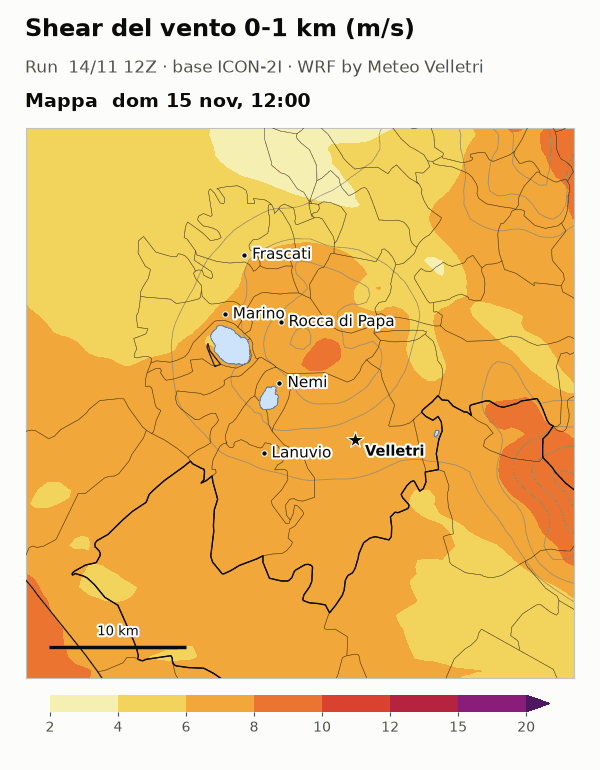 Shear del vento 0-1 km (m/s)
Run  14/11 12Z · base ICON-2I · WRF by Meteo Velletri
Mappa  dom 15 nov, 12:00
Frascati
Marino
Rocca di Papa
Nemi
Velletri
Lanuvio
10 km
2 4 6 8 10 12 15 20